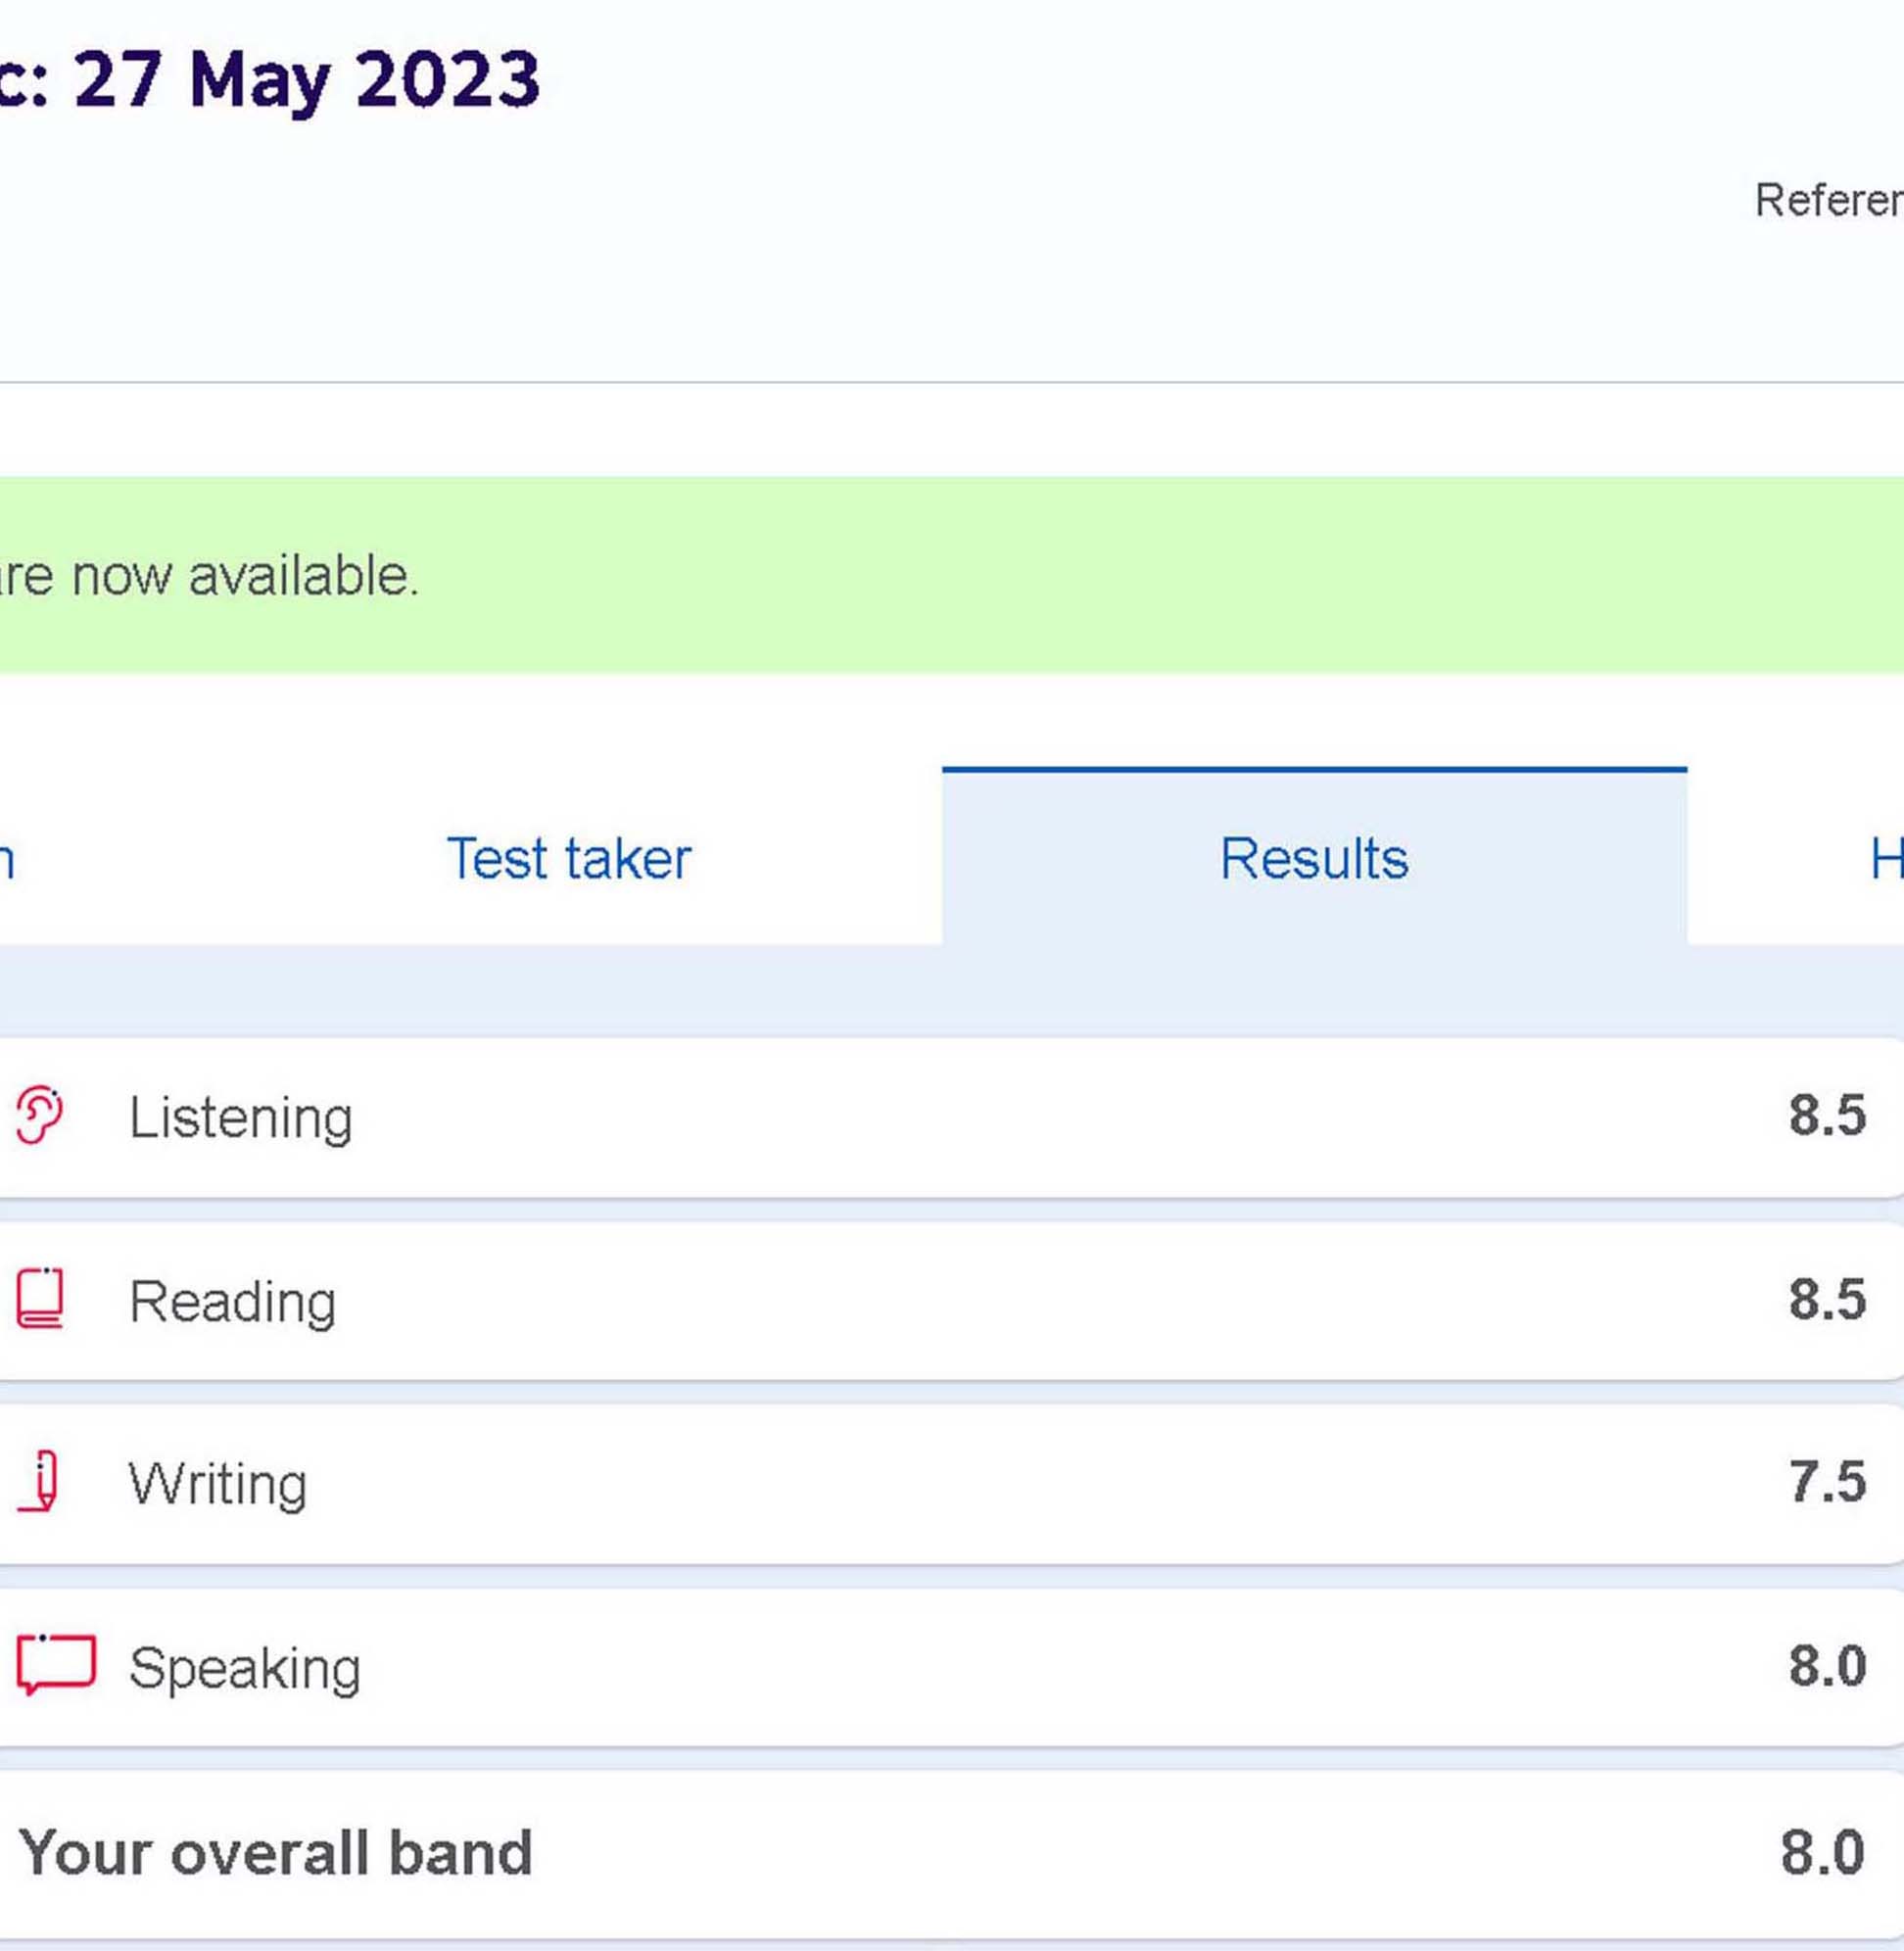 c: 27 May 2023
Refere
re now available.
Test taker Results H
Listening 8.5
Reading 8.5
Writing 7.5
Speaking 8.0
Your overall band 8.0